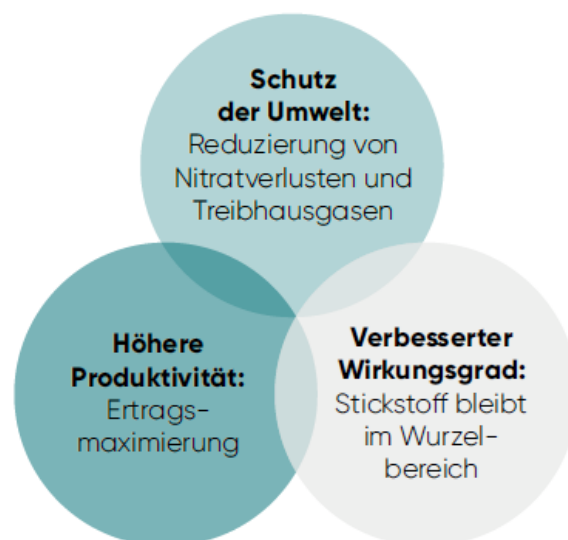 Schutz
der Umwelt:
Reduzierung von
Nitratverlusten und
Treibhausgasen
Höhere
Produktivität:
Ertrags-
maximierung
Verbesserter
Wirkungsgrad:
Stickstoff bleibt
im Wurzel-
bereich